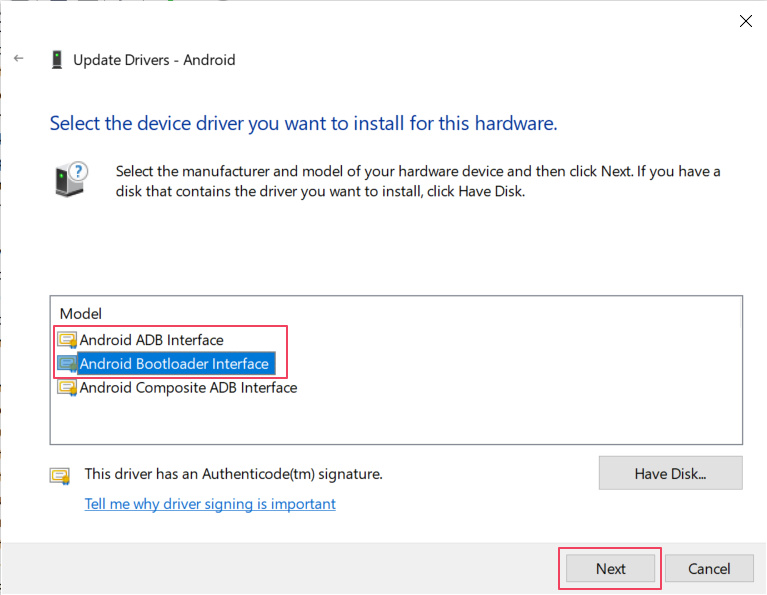 Update Drivers - Android
Select the device driver you want to install for this hardware.
Select the manufacturer and model of your hardware device and then click Next. If you have a
disk that contains the driver you want to install, click Have Disk.
Model
Android ADB Interface
Android Bootloader Interface
Android Composite ADB Interface
This driver has an Authenticode(tm) signature.
Have Disk...
Tell me why driver signing is important
Next
Cancel